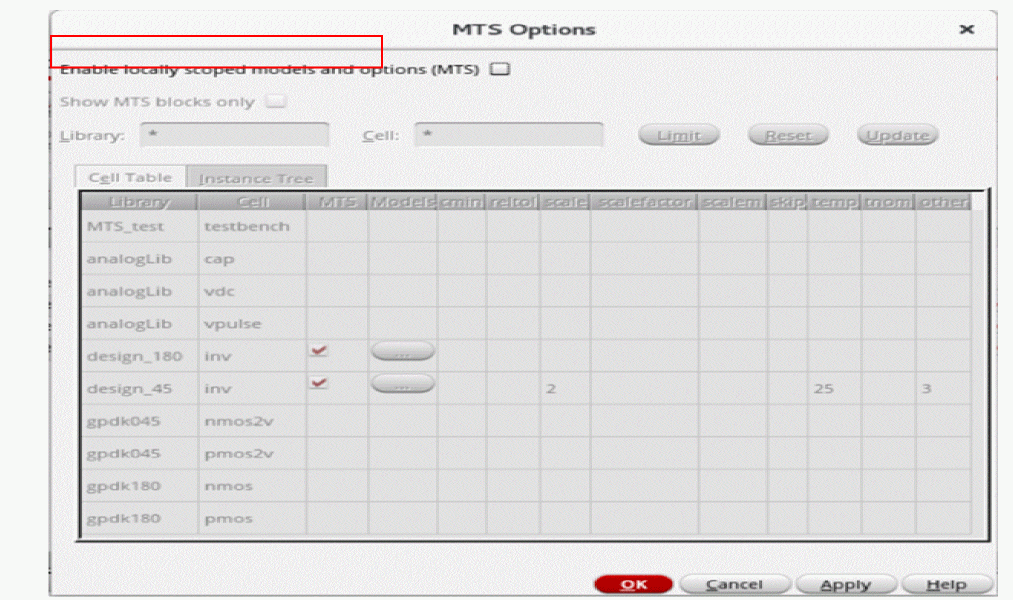 MTS Options
Enable locally scoped models and options (MTS)
Show MTS blocks only
Library: * Cell: * Limit Reset Update
Cell Table Instance Tree
Library Cell MTS Models cmin reltol scale scalefactor scalem skip temp tnom other
MTS_test testbench
analogLib cap
analogLib vdc
analogLib vpulse
design_180 inv ...
design_45 inv ... 2 25 3
gpdk045 nmos2v
gpdk045 pmos2v
gpdk180 nmos
gpdk180 pmos
OK Cancel Apply Help